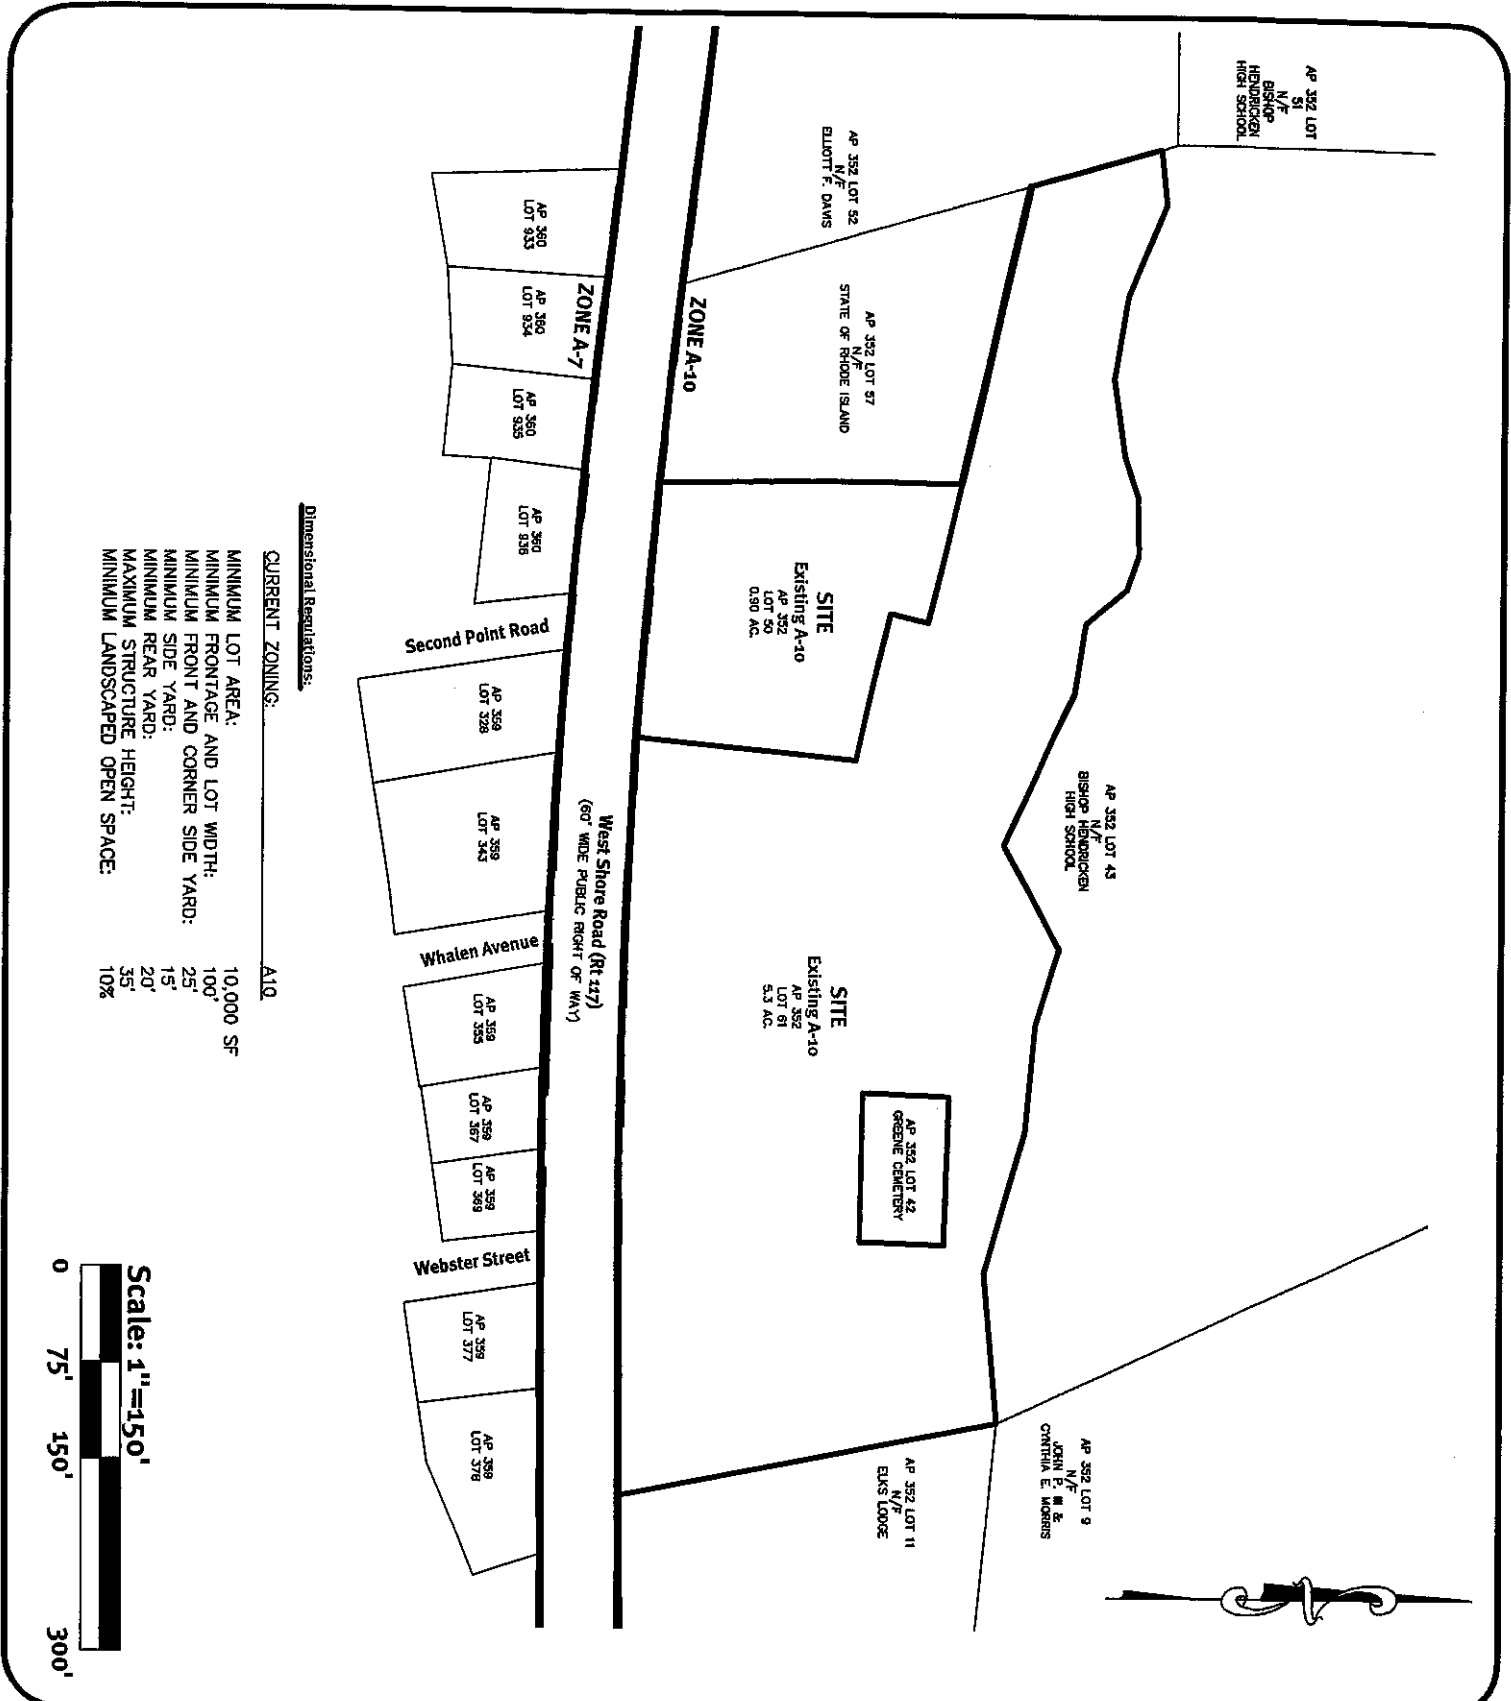 AP 352 LOT
51
N/F
BISHOP
HENDRICKEN
HIGH SCHOOL
AP 352 LOT 52
N/F
ELLIOTT F. DAVIS
AP 352 LOT 57
N/F
STATE OF RHODE ISLAND
ZONE A-10
ZONE A-7
AP 360
LOT 933
AP 360
LOT 934
AP 360
LOT 935
AP 360
LOT 936
SITE
Existing A-10
AP 352
LOT 50
0.90 AC.
AP 352 LOT 43
N/F
BISHOP HENDRICKEN
HIGH SCHOOL
SITE
Existing A-10
AP 352
LOT 61
5.3 AC.
AP 352 LOT 42
GREENE CEMETERY
AP 352 LOT 9
N/F
JOHN P. III &
CYNTHIA E. MORRIS
AP 352 LOT 11
N/F
ELKS LODGE
West Shore Road (Rt 117)
(60' WIDE PUBLIC RIGHT OF WAY)
Second Point Road
AP 359
LOT 328
AP 359
LOT 343
Whalen Avenue
AP 359
LOT 355
AP 359
LOT 367
AP 359
LOT 369
Webster Street
AP 359
LOT 377
AP 359
LOT 378
Dimensional Regulations:
CURRENT ZONING: A10
MINIMUM LOT AREA: 10,000 SF
MINIMUM FRONTAGE AND LOT WIDTH: 100'
MINIMUM FRONT AND CORNER SIDE YARD: 25'
MINIMUM SIDE YARD: 15'
MINIMUM REAR YARD: 20'
MAXIMUM STRUCTURE HEIGHT: 35'
MINIMUM LANDSCAPED OPEN SPACE: 10%
Scale: 1"=150'
0 75' 150' 300'